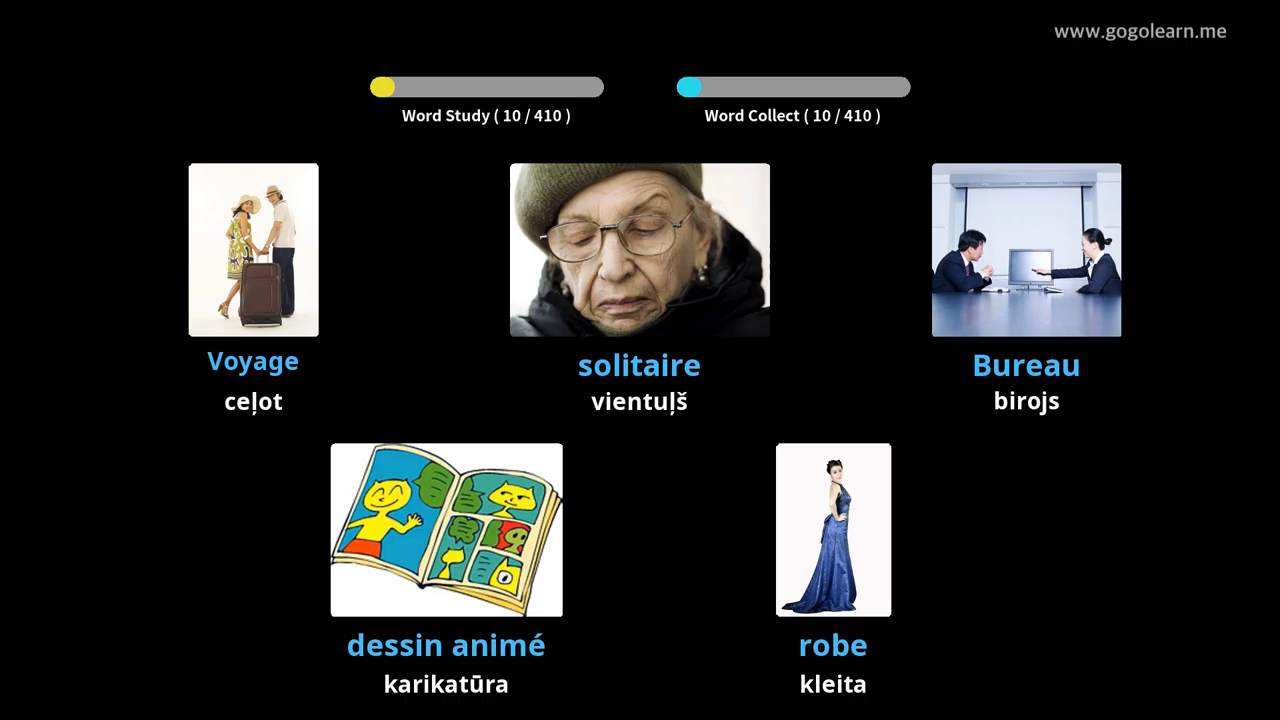 www.gogolearn.me
Word Study ( 10 / 410 )
Word Collect ( 10 / 410 )
Voyage
ceļot
solitaire
vientuļš
Bureau
birojs
dessin animé
karikatūra
robe
kleita